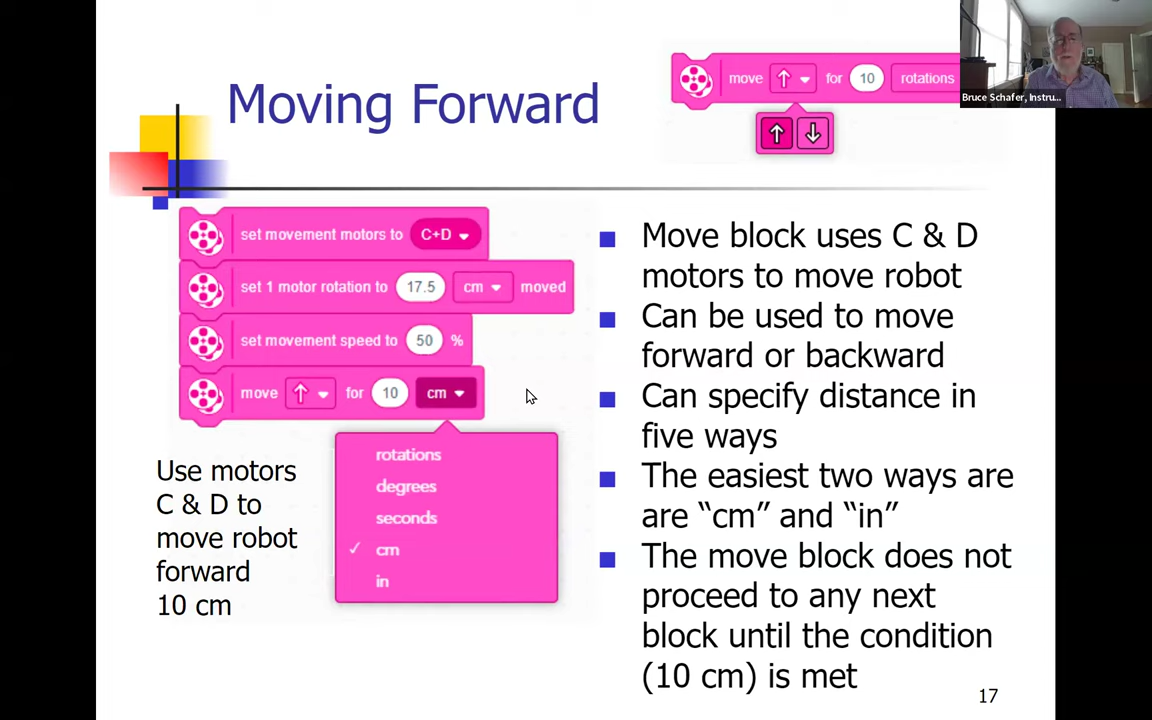 Moving Forward
move for 10 rotations
Bruce Schafer, Instru...
set movement motors to C+D
set 1 motor rotation to 17.5 cm moved
set movement speed to 50 %
move for 10 cm
rotations
degrees
seconds
cm
in
Use motors
C & D to
move robot
forward
10 cm
Move block uses C & D
motors to move robot
Can be used to move
forward or backward
Can specify distance in
five ways
The easiest two ways are
are “cm” and “in”
The move block does not
proceed to any next
block until the condition
(10 cm) is met
17